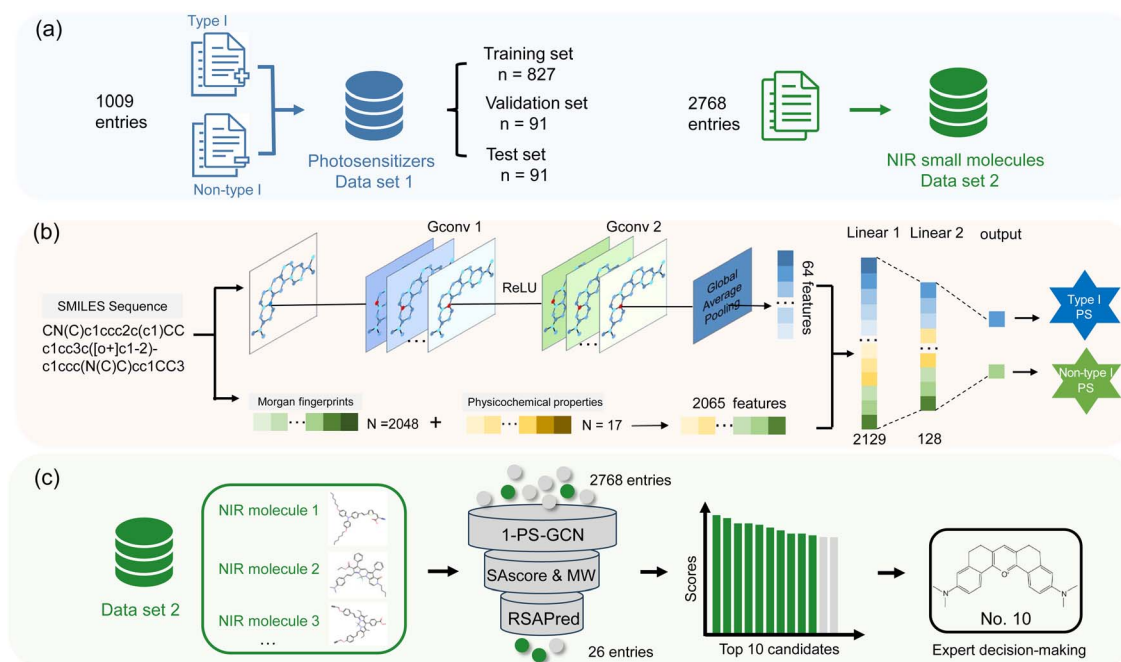 (a)
Type I
1009
entries
Non-type I
Photosensitizers
Data set 1
Training set
n = 827
Validation set
n = 91
Test set
n = 91
2768
entries
NIR small molecules
Data set 2
(b)
SMILES Sequence
CN(C)c1ccc2c(c1)CC
c1cc3c([o+]c1-2)-
c1ccc(N(C)C)cc1CC3
Gconv 1
ReLU
Gconv 2
Global
Average
Pooling
64 features
Linear 1
Linear 2
output
Type I
PS
Non-type I
PS
Morgan fingerprints
N =2048
+
Physicochemical properties
N = 17
2065 features
2129
128
(c)
Data set 2
NIR molecule 1
NIR molecule 2
NIR molecule 3
...
2768 entries
1-PS-GCN
SAscore & MW
RSAPred
26 entries
Scores
Top 10 candidates
N
O+
N
No. 10
Expert decision-making